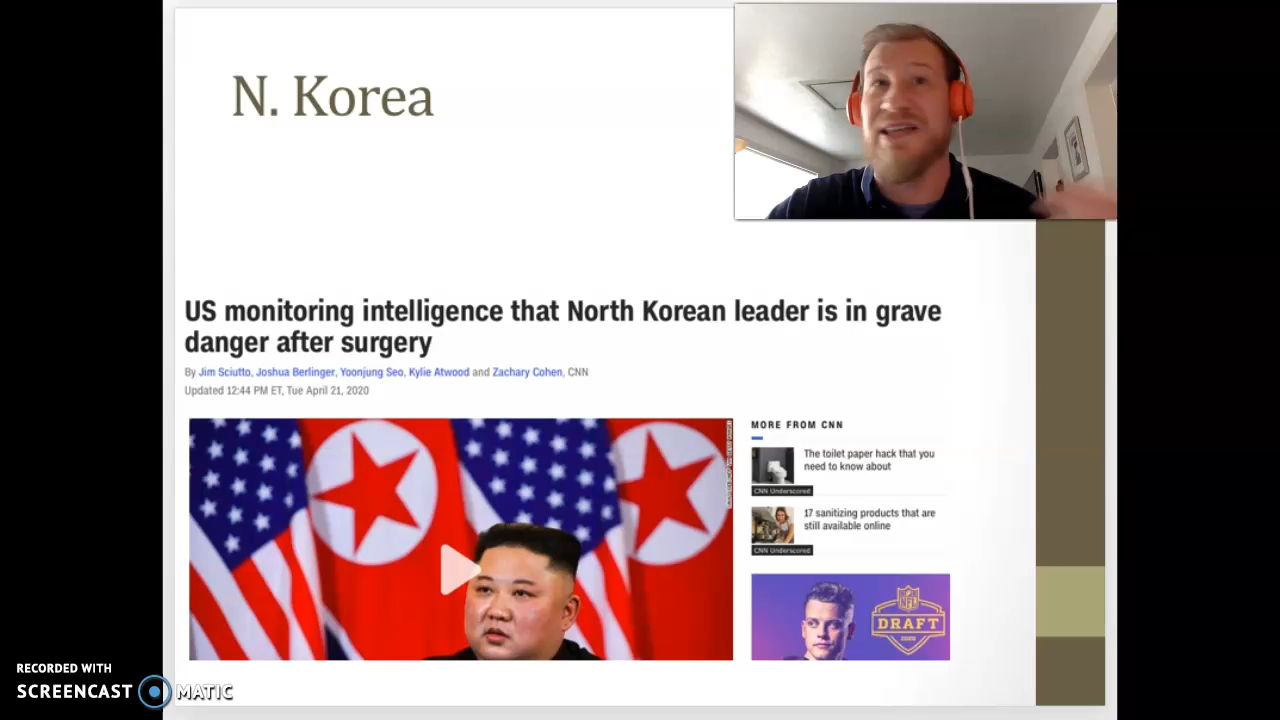 N. Korea
US monitoring intelligence that North Korean leader is in grave
danger after surgery
By Jim Sciutto, Joshua Berlinger, Yoonjung Seo, Kylie Atwood and Zachary Cohen, CNN
Updated 12:44 PM ET, Tue April 21, 2020
MORE FROM CNN
The toilet paper hack that you
need to know about
CNN Underscored
17 sanitizing products that are
still available online
CNN Underscored
NFL
DRAFT
RECORDED WITH
SCREENCAST MATIC